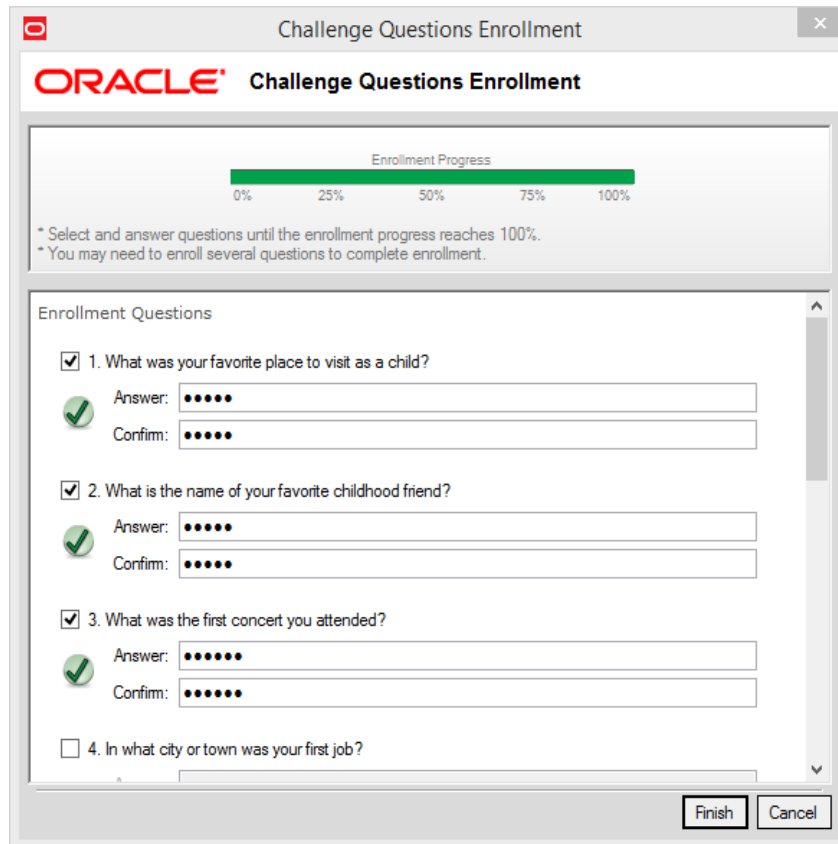 Challenge Questions Enrollment
ORACLE Challenge Questions Enrollment
Enrollment Progress
0% 25% 50% 75% 100%
* Select and answer questions until the enrollment progress reaches 100%.
* You may need to enroll several questions to complete enrollment.
Enrollment Questions
1. What was your favorite place to visit as a child?
Answer: •••••
Confirm: •••••
2. What is the name of your favorite childhood friend?
Answer: •••••
Confirm: •••••
3. What was the first concert you attended?
Answer: ••••••
Confirm: ••••••
4. In what city or town was your first job?
Finish Cancel